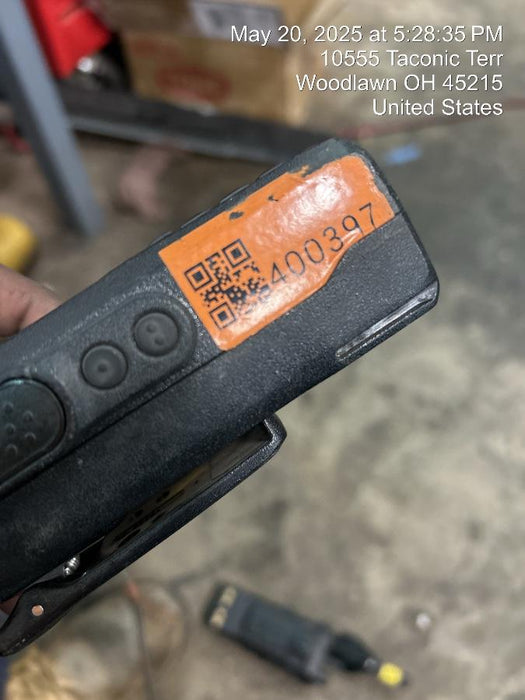 May 20, 2025 at 5:28:35 PM
10555 Taconic Terr
Woodlawn OH 45215
United States
400397